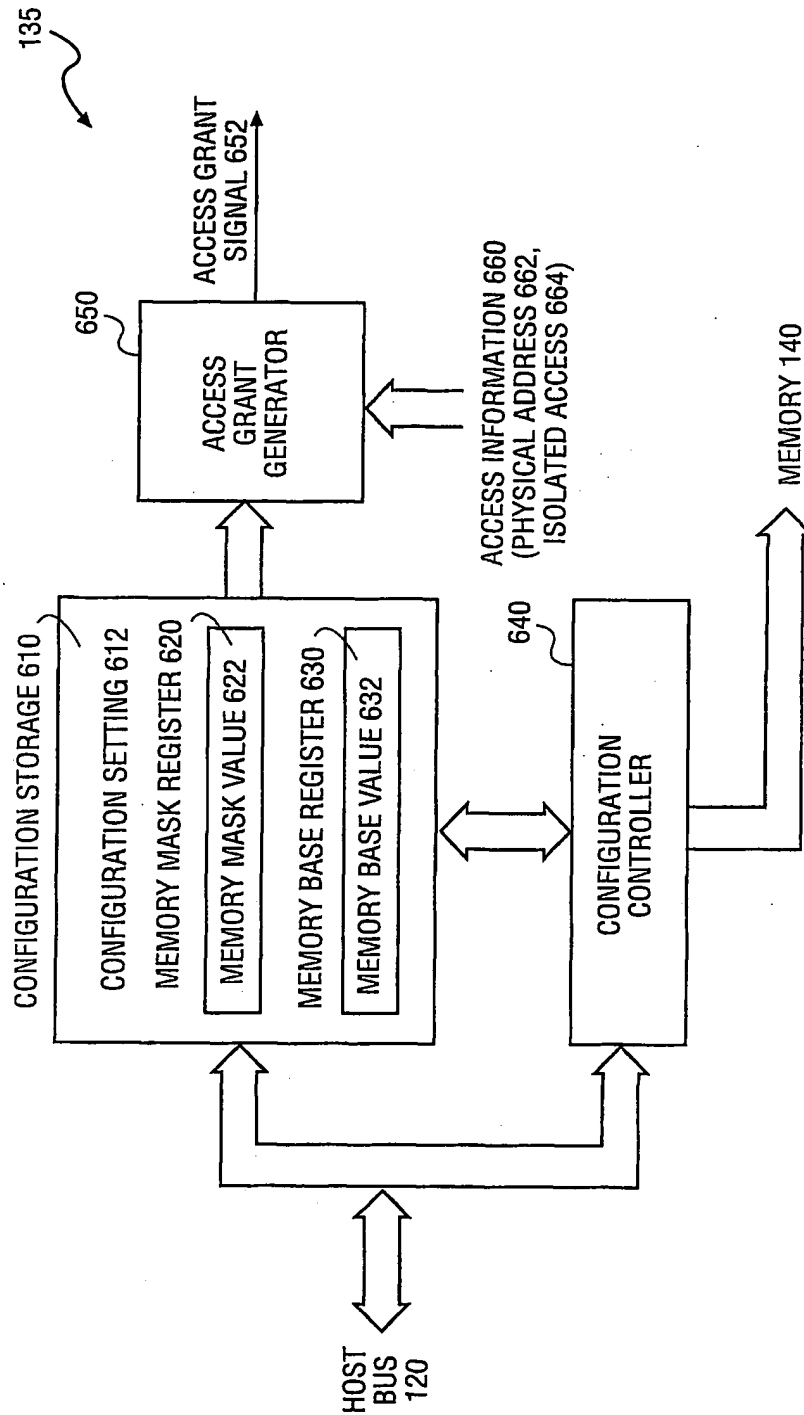 135
CONFIGURATION STORAGE 610
CONFIGURATION SETTING 612
MEMORY MASK REGISTER 620
MEMORY MASK VALUE 622
MEMORY BASE REGISTER 630
MEMORY BASE VALUE 632
650
ACCESS
GRANT
GENERATOR
ACCESS GRANT
SIGNAL 652
ACCESS INFORMATION 660
(PHYSICAL ADDRESS 662,
ISOLATED ACCESS 664)
HOST
BUS
120
640
CONFIGURATION
CONTROLLER
MEMORY 140